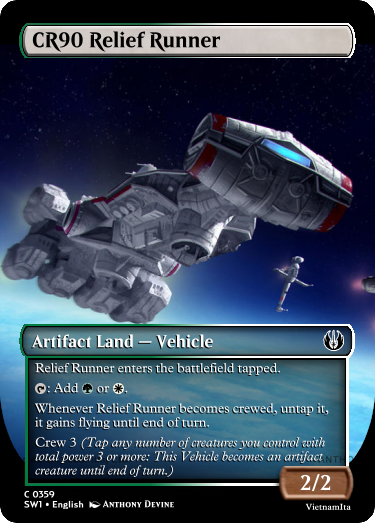 CR90 Relief Runner
Artifact Land — Vehicle
Relief Runner enters the battlefield tapped.
: Add or .
Whenever Relief Runner becomes crewed, untap it,
it gains flying until end of turn.
Crew 3 (Tap any number of creatures you control with
total power 3 or more: This Vehicle becomes an artifact
creature until end of turn.)
2/2
C 0359
SW1 • English ANTHONY DEVINE
VietnamIta